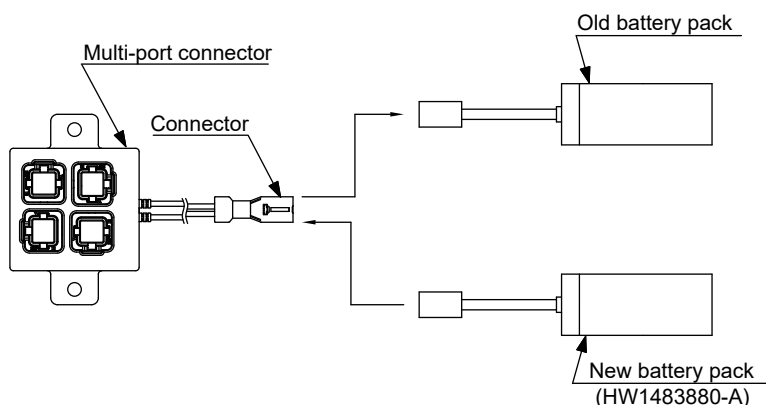 Old battery pack
Multi-port connector
Connector
New battery pack
(HW1483880-A)